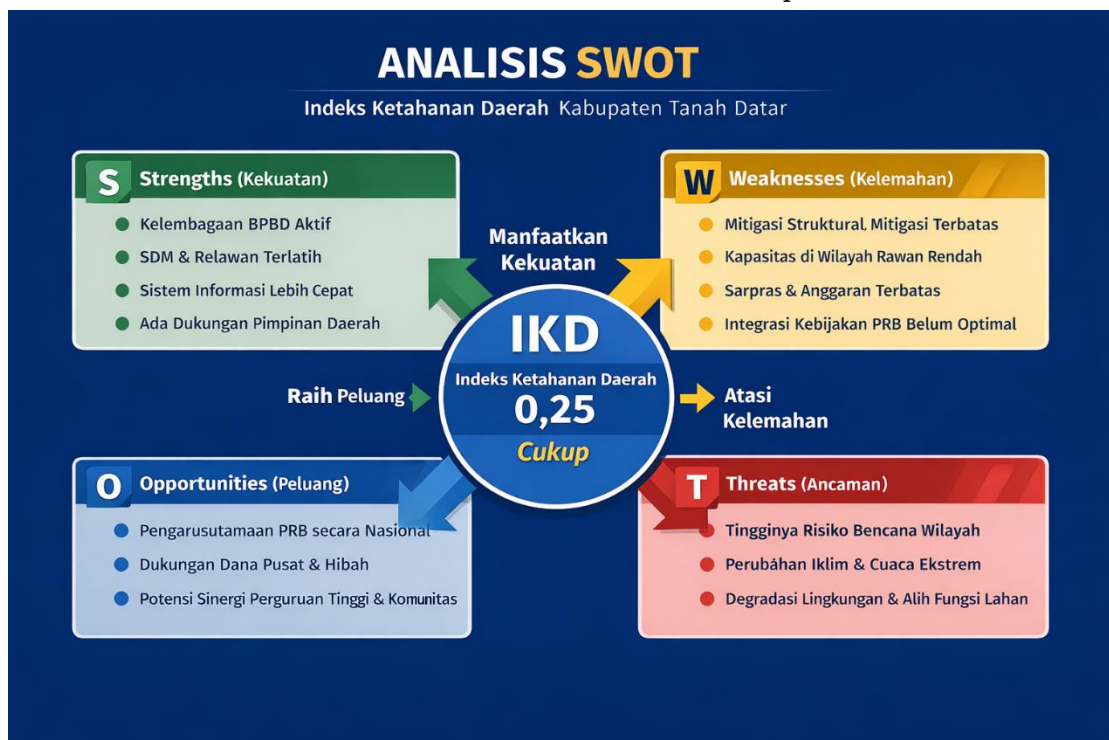 ANALISIS SWOT
Indeks Ketahanan Daerah Kabupaten Tanah Datar
S Strengths (Kekuatan)
Kelembagaan BPBD Aktif
SDM & Relawan Terlatih
Sistem Informasi Lebih Cepat
Ada Dukungan Pimpinan Daerah
Manfaatkan
Kekuatan
W Weaknesses (Kelemahan)
Mitigasi Struktural, Mitigasi Terbatas
Kapasitas di Wilayah Rawan Rendah
Sarpras & Anggaran Terbatas
Integrasi Kebijakan PRB Belum Optimal
Raih Peluang
IKD
Indeks Ketahanan Daerah
0,25
Cukup
Atasi
Kelemahan
O Opportunities (Peluang)
Pengarusutamaan PRB secara Nasional
Dukungan Dana Pusat & Hibah
Potensi Sinergi Perguruan Tinggi & Komunitas
T Threats (Ancaman)
Tingginya Risiko Bencana Wilayah
Perubahan Iklim & Cuaca Ekstrem
Degradasi Lingkungan & Alih Fungsi Lahan